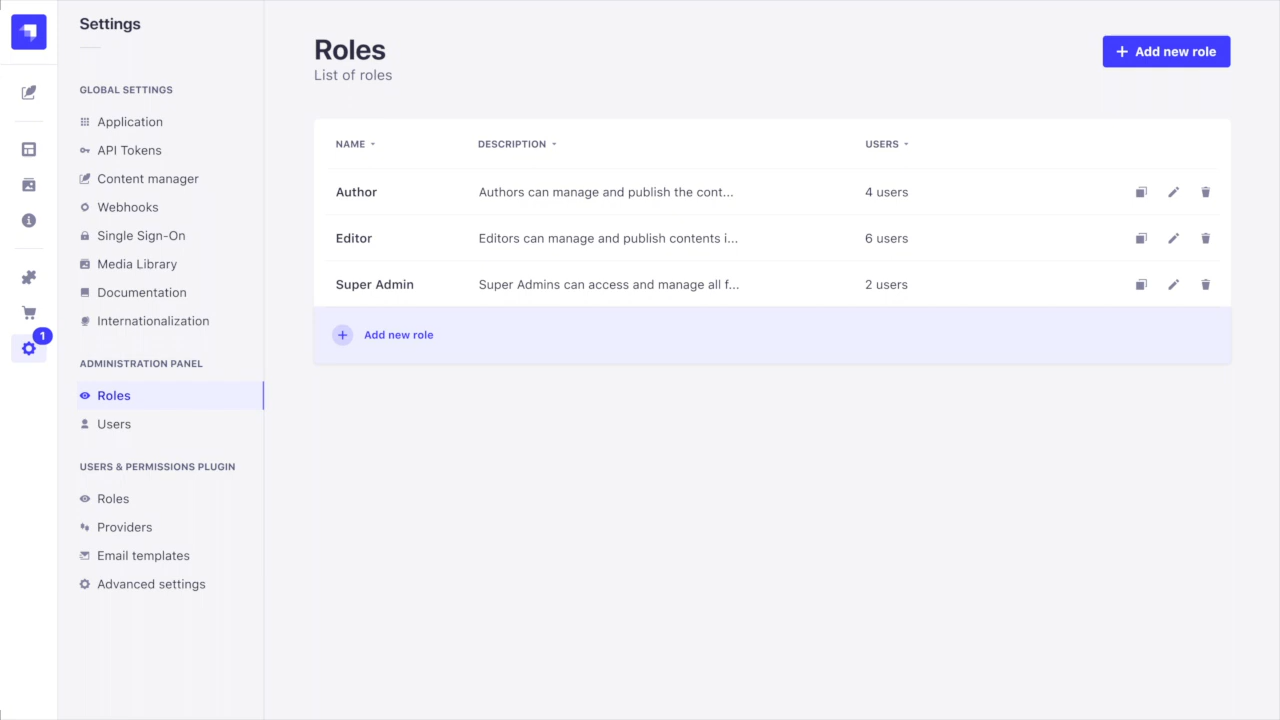 Settings
GLOBAL SETTINGS
Application
API Tokens
Content manager
Webhooks
Single Sign-On
Media Library
Documentation
Internationalization
ADMINISTRATION PANEL
Roles
Users
USERS & PERMISSIONS PLUGIN
Roles
Providers
Email templates
Advanced settings
1
Roles
List of roles
Add new role
NAME DESCRIPTION USERS
Author Authors can manage and publish the cont... 4 users
Editor Editors can manage and publish contents i... 6 users
Super Admin Super Admins can access and manage all f... 2 users
Add new role